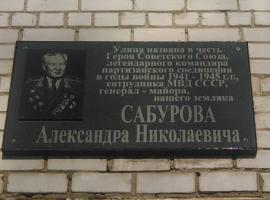 Улица названа в честь
Героя Советского Союза,
легендарного командира
партизанского соединения
в годы войны 1941 - 1945 г.г.,
сотрудника МВД СССР,
генерал - майора,
нашего земляка
САБУРОВА
Александра Николаевича